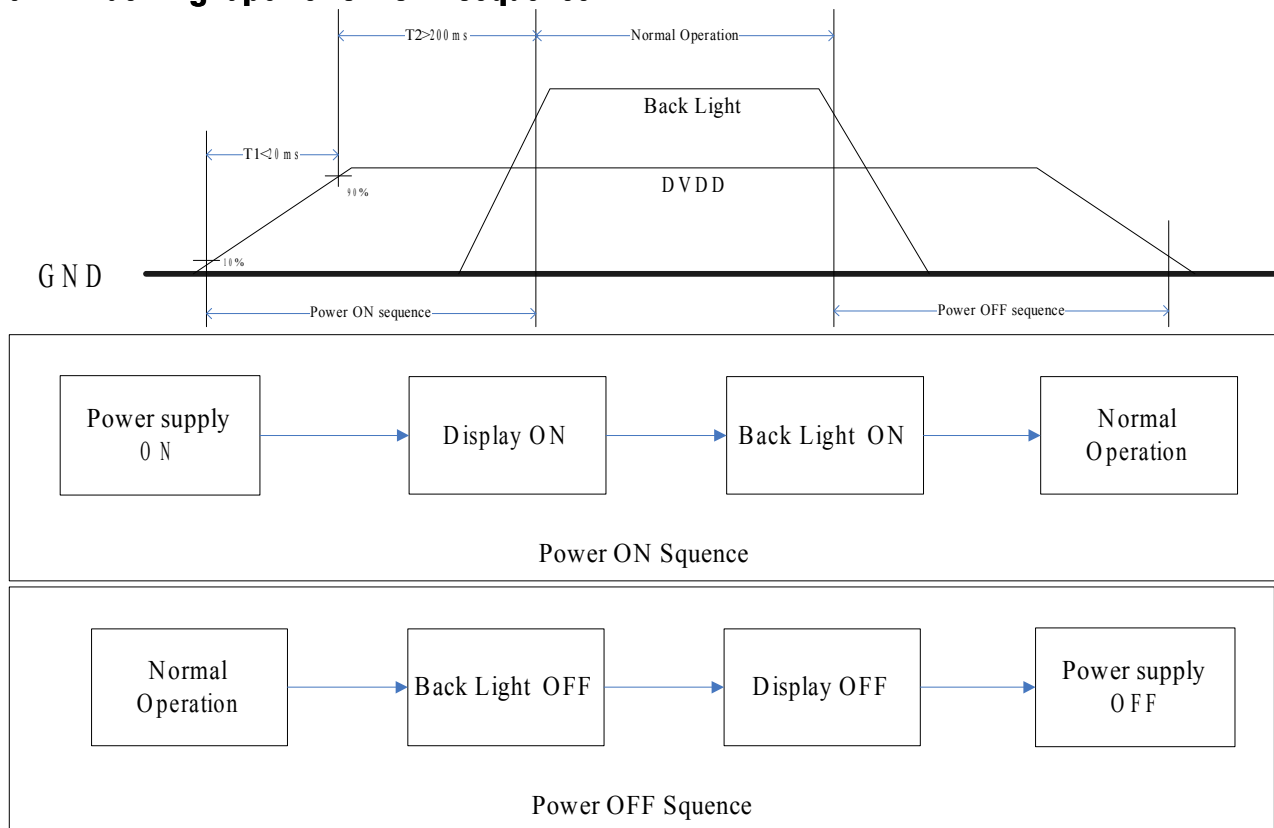 T2>200ms
Normal Operation
Back Light
T1<20ms
DVDD
90%
10%
GND
Power ON sequence
Power OFF sequence
Power supply
ON
Display ON
Back Light ON
Normal
Operation
Power ON Squence
Normal
Operation
Back Light OFF
Display OFF
Power supply
OFF
Power OFF Squence